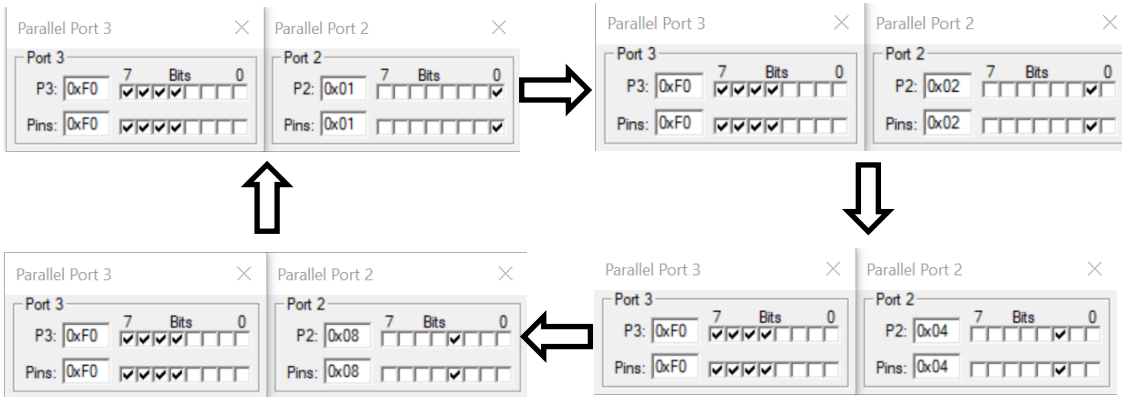 Parallel Port 3
Port 3
7 Bits 0
P3: 0xF0
Pins: 0xF0
Parallel Port 2
Port 2
7 Bits 0
P2: 0x01
Pins: 0x01
Parallel Port 3
Port 3
7 Bits 0
P3: 0xF0
Pins: 0xF0
Parallel Port 2
Port 2
7 Bits 0
P2: 0x02
Pins: 0x02
Parallel Port 3
Port 3
7 Bits 0
P3: 0xF0
Pins: 0xF0
Parallel Port 2
Port 2
7 Bits 0
P2: 0x08
Pins: 0x08
Parallel Port 3
Port 3
7 Bits 0
P3: 0xF0
Pins: 0xF0
Parallel Port 2
Port 2
7 Bits 0
P2: 0x04
Pins: 0x04